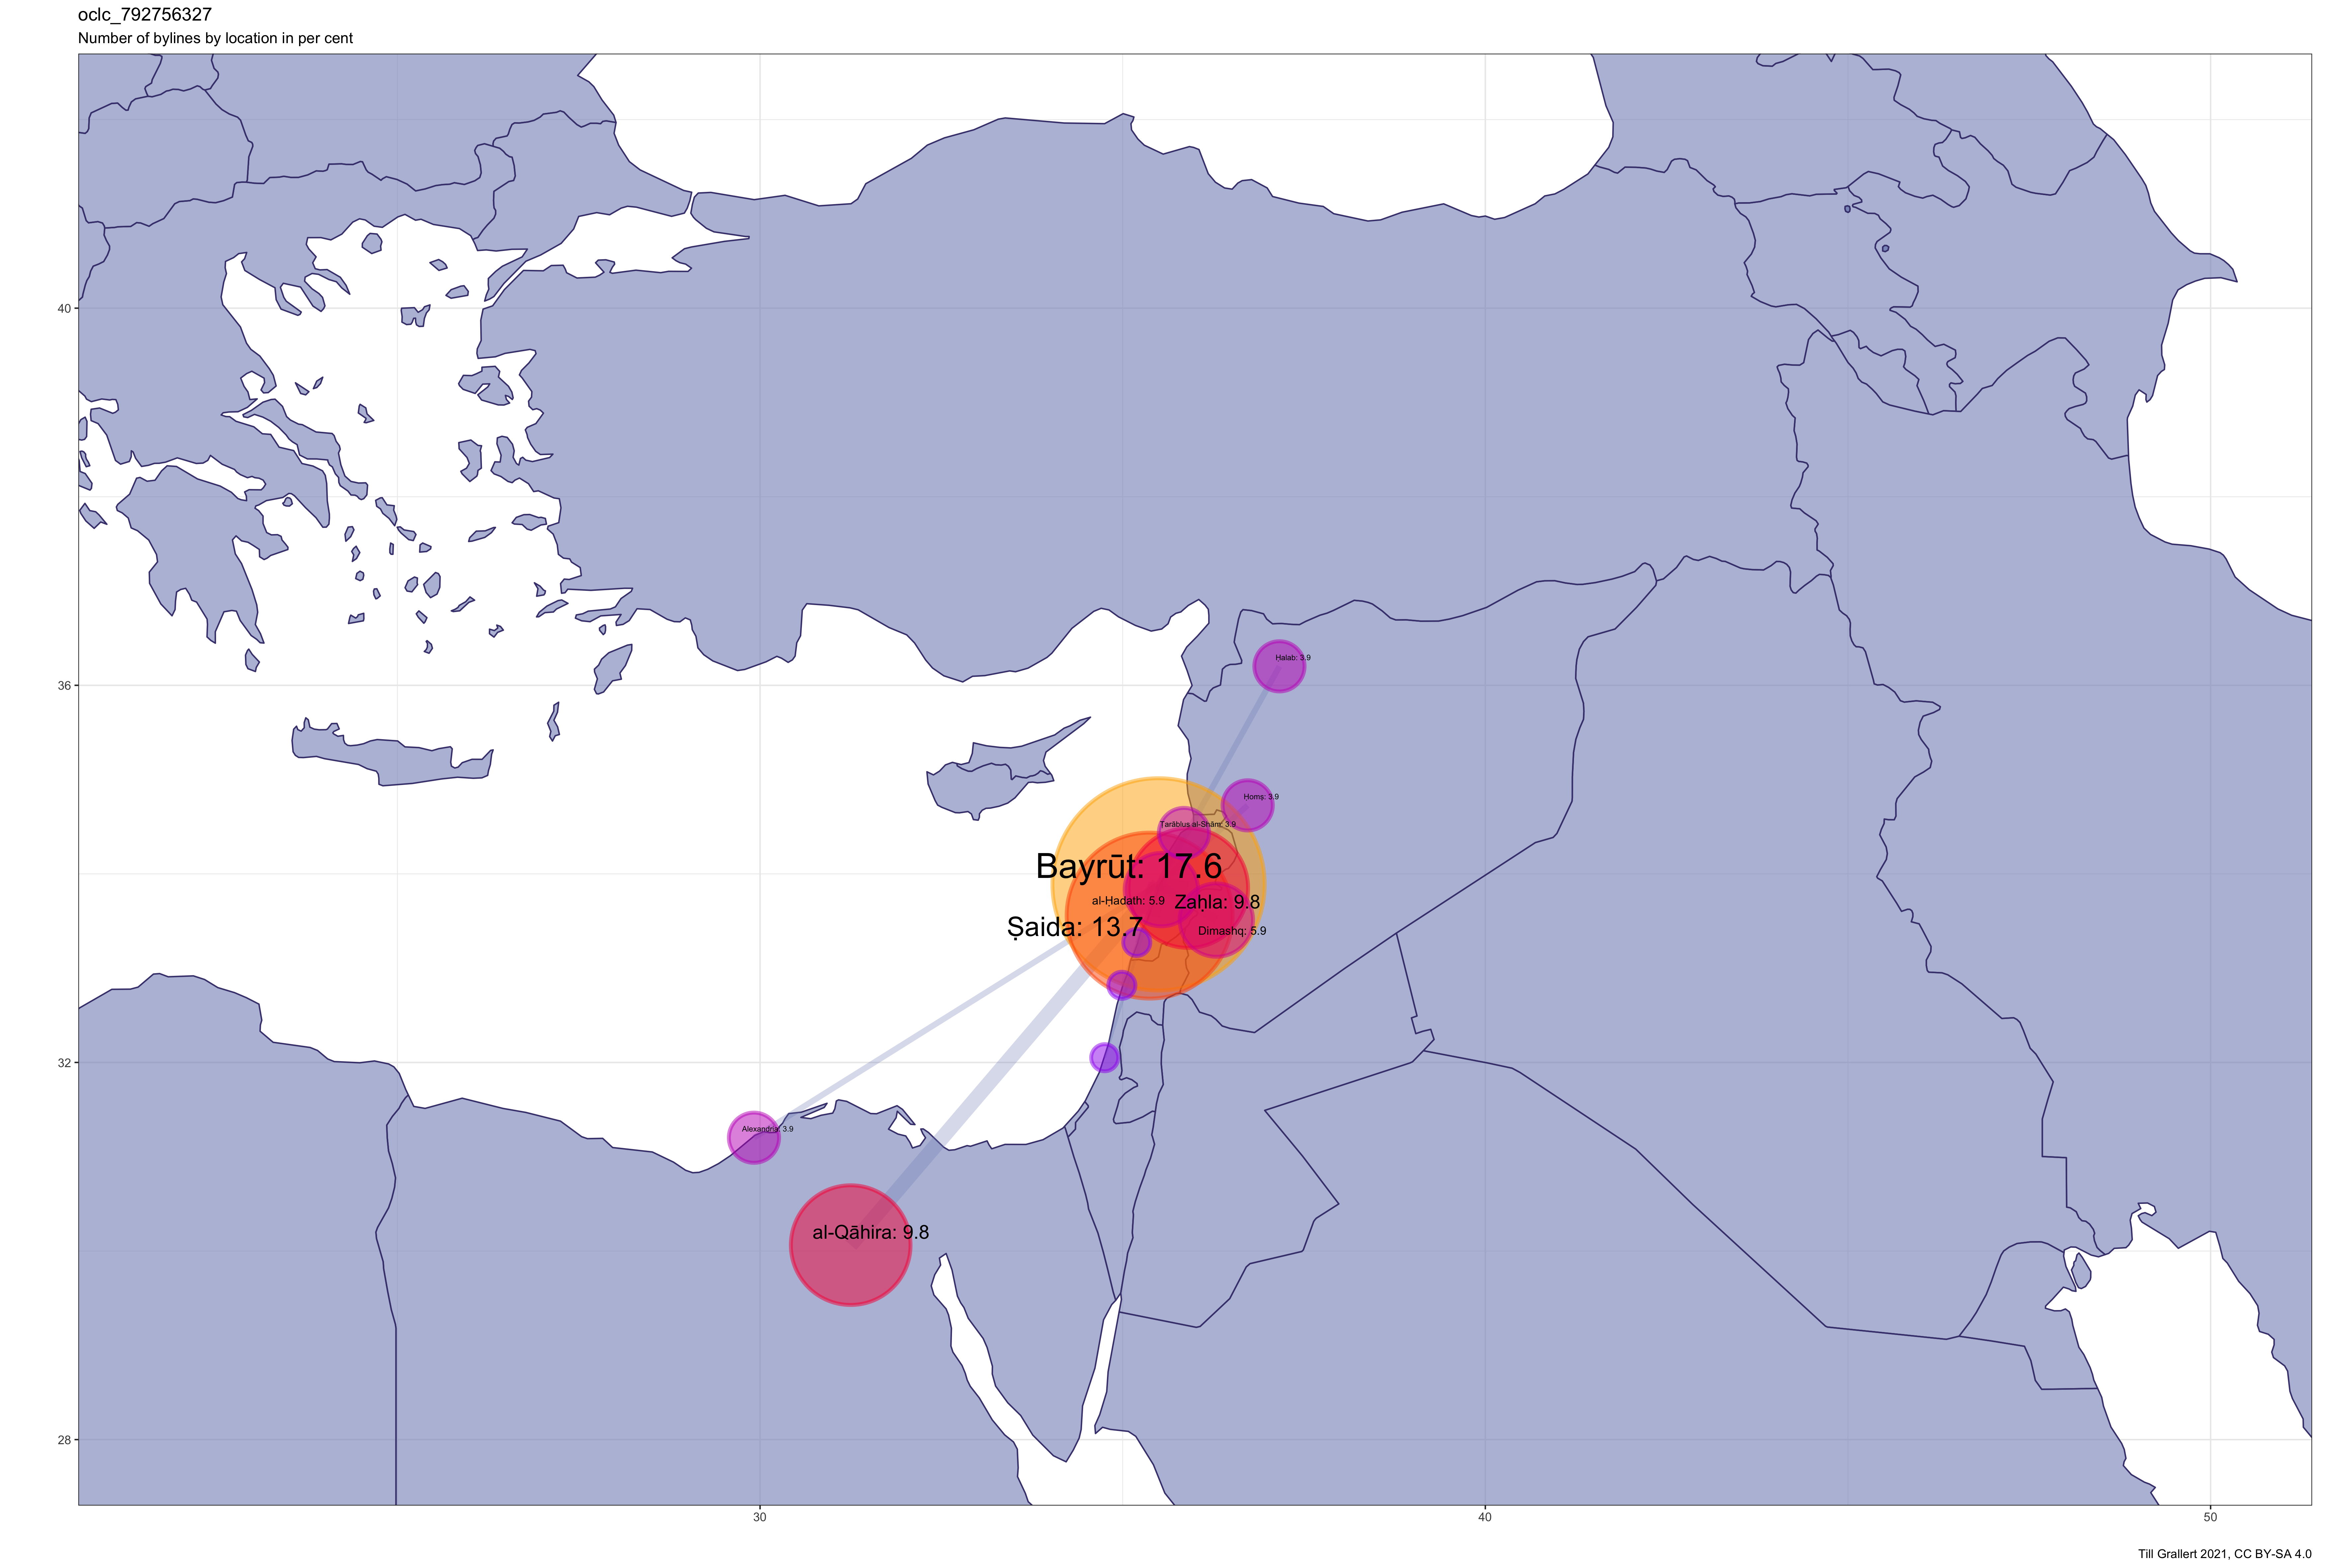 oclc_792756327
Number of bylines by location in per cent
40
36
32
28
Ḥalab: 3.9
Homṣ: 3.9
Ṭarāblus al-Shām: 3.9
Bayrūt: 17.6
al-Ḥadath: 5.9
Zaḥla: 9.8
Ṣaida: 13.7
Dimashq: 5.9
Alexandria: 3.9
al-Qāhira: 9.8
30
40
50
Till Grallert 2021, CC BY-SA 4.0